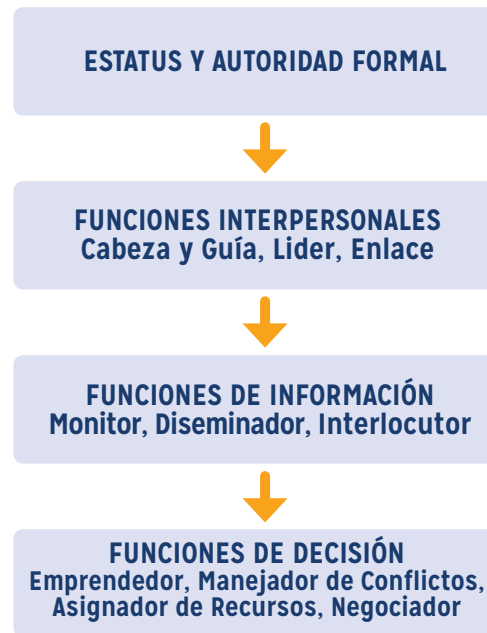 ESTATUS Y AUTORIDAD FORMAL
FUNCIONES INTERPERSONALES
Cabeza y Guía, Lider, Enlace
FUNCIONES DE INFORMACIÓN
Monitor, Diseminador, Interlocutor
FUNCIONES DE DECISIÓN
Emprendedor, Manejador de Conflictos,
Asignador de Recursos, Negociador